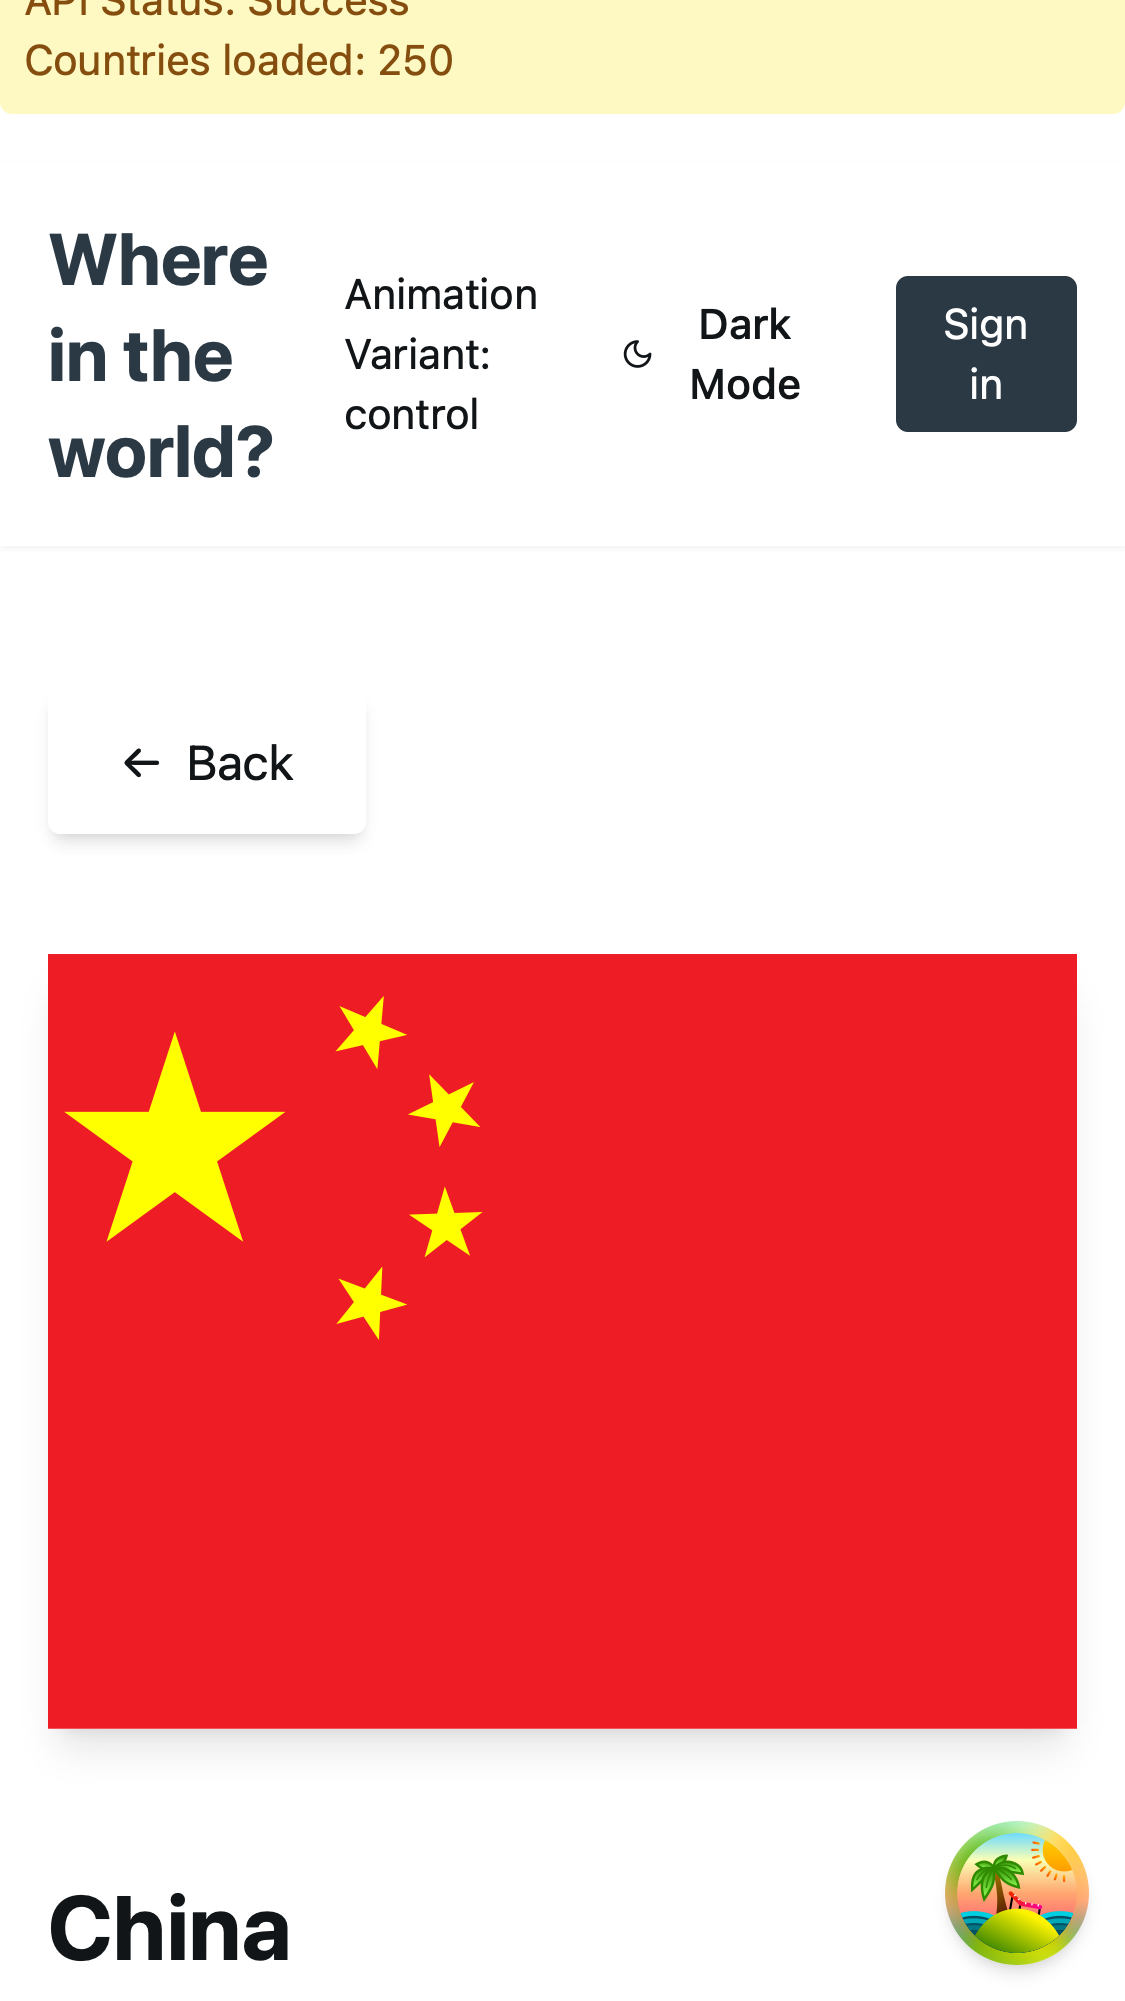 API Status: Success
Countries loaded: 250
Where
in the
world?
Animation
Variant:
control
Dark
Mode
Sign
in
Back
China